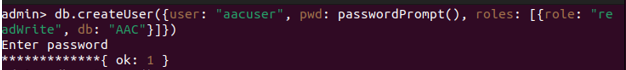 admin> db.createUser({user: "aacuser", pwd: passwordPrompt(), roles: [{role: "re
adWrite", db: "AAC"}]})
Enter password
*************{ ok: 1 }